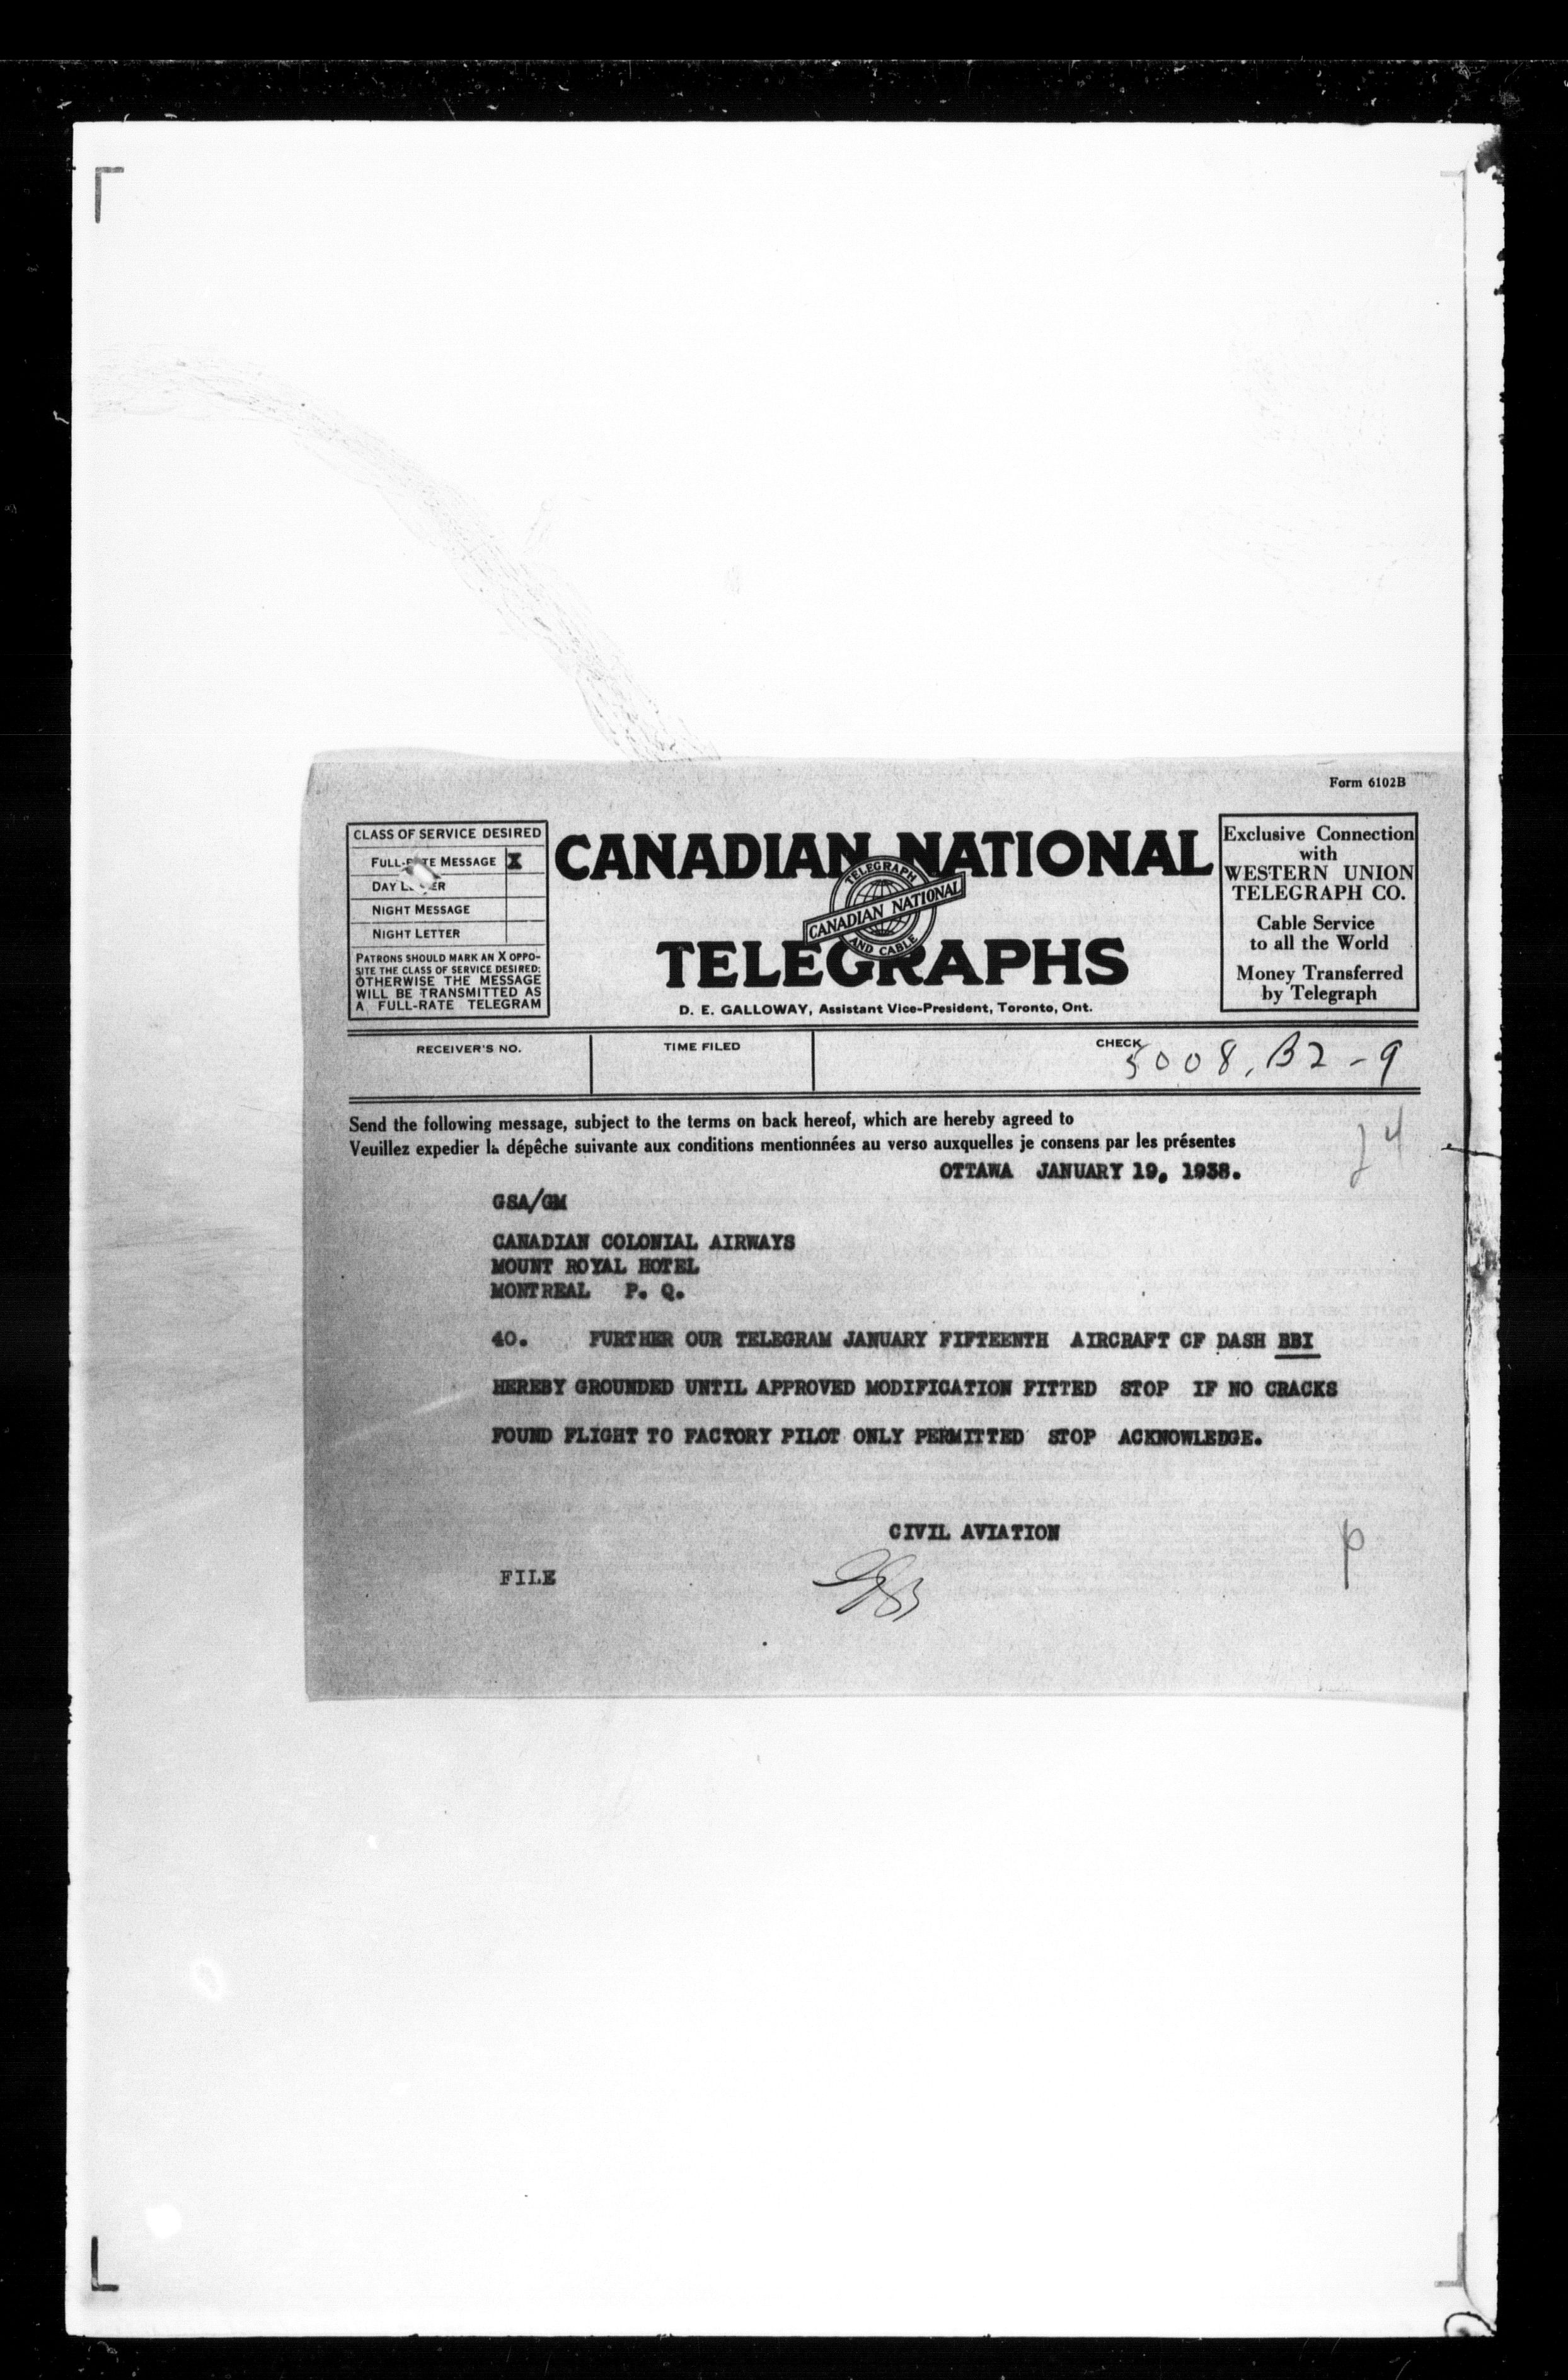 Form 6102B
CLASS OF SERVICE DESIRED
FULL-RATE MESSAGE X
DAY LETTER
NIGHT MESSAGE
NIGHT LETTER
PATRONS SHOULD MARK AN X OPPO-
SITE THE CLASS OF SERVICE DESIRED;
OTHERWISE THE MESSAGE
WILL BE TRANSMITTED AS
A FULL-RATE TELEGRAM
CANADIAN NATIONAL
TELEGRAPH
CANADIAN NATIONAL
AND CABLE
TELEGRAPHS
D. E. GALLOWAY, Assistant Vice-President, Toronto, Ont.
Exclusive Connection
with
WESTERN UNION
TELEGRAPH CO.
Cable Service
to all the World
Money Transferred
by Telegraph
RECEIVER'S NO.
TIME FILED
CHECK
5008.B2-9
Send the following message, subject to the terms on back hereof, which are hereby agreed to
Veuillez expedier la dépêche suivante aux conditions mentionnées au verso auxquelles je consens par les présentes
OTTAWA JANUARY 19, 1938.
GSA/GM
CANADIAN COLONIAL AIRWAYS
MOUNT ROYAL HOTEL
MONTREAL P. Q.
40. FURTHER OUR TELEGRAM JANUARY FIFTEENTH AIRCRAFT CF DASH BBI
HEREBY GROUNDED UNTIL APPROVED MODIFICATION FITTED STOP IF NO CRACKS
FOUND FLIGHT TO FACTORY PILOT ONLY PERMITTED STOP ACKNOWLEDGE.
CIVIL AVIATION
FILE